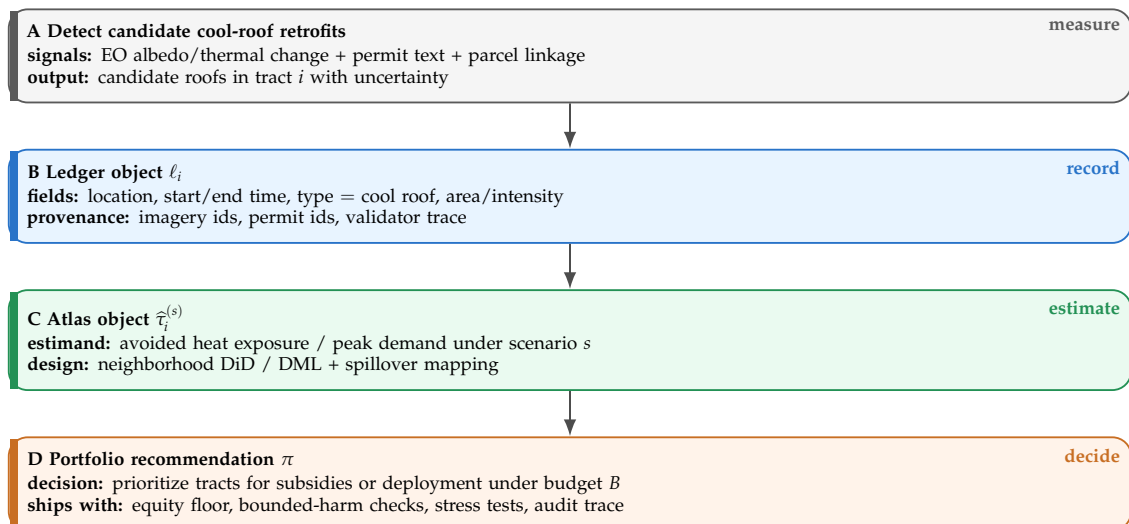 A Detect candidate cool-roof retrofits
measure
signals: EO albedo/thermal change + permit text + parcel linkage
output: candidate roofs in tract i with uncertainty
B Ledger object ℓ_i
record
fields: location, start/end time, type = cool roof, area/intensity
provenance: imagery ids, permit ids, validator trace
C Atlas object τ̂_i^(s)
estimate
estimand: avoided heat exposure / peak demand under scenario s
design: neighborhood DiD / DML + spillover mapping
D Portfolio recommendation π
decide
decision: prioritize tracts for subsidies or deployment under budget B
ships with: equity floor, bounded-harm checks, stress tests, audit trace